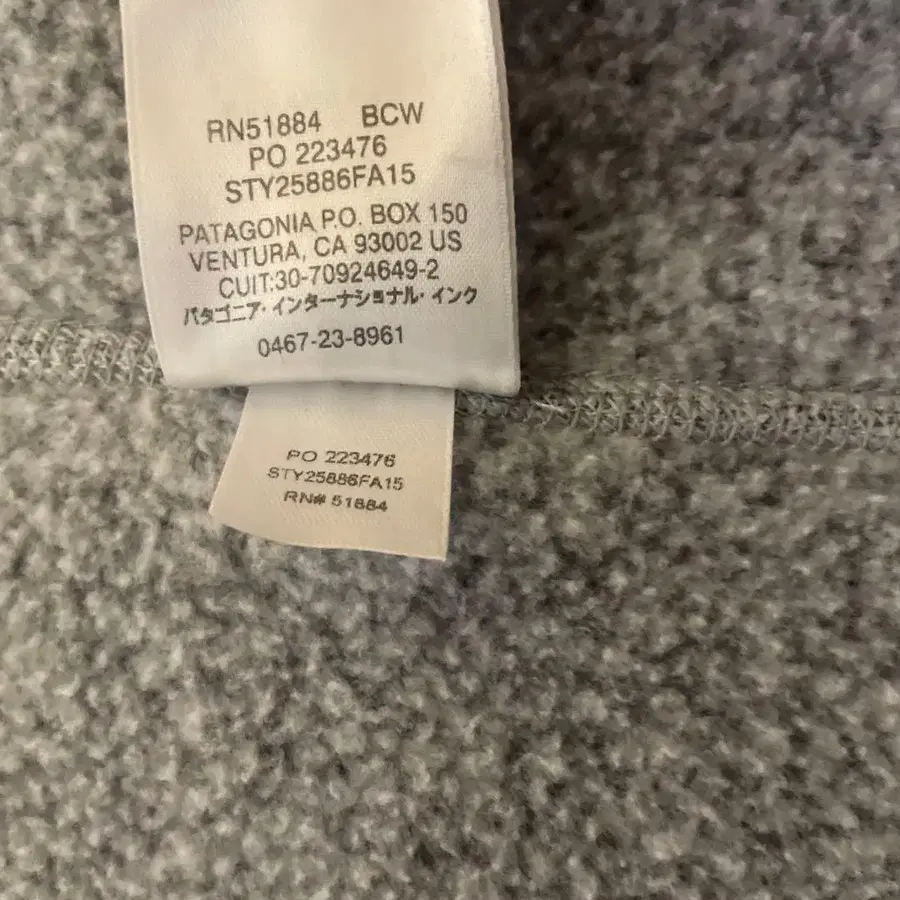 RN51884 BCW
PO 223476
STY25886FA15
PATAGONIA P.O. BOX 150
VENTURA, CA 93002 US
CUIT:30-70924649-2
パタゴニア・インターナショナル・インク
0467-23-8961
PO 223476
STY25886FA15
RN# 51884